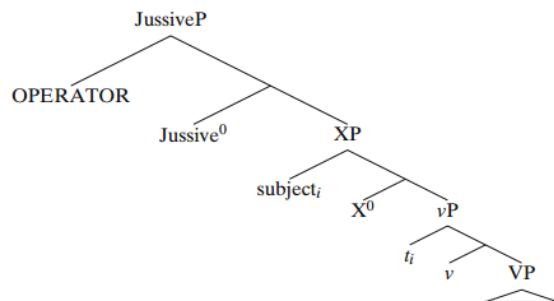 JussiveP
OPERATOR
Jussive⁰
XP
subjectᵢ
X⁰
vP
tᵢ
v
VP